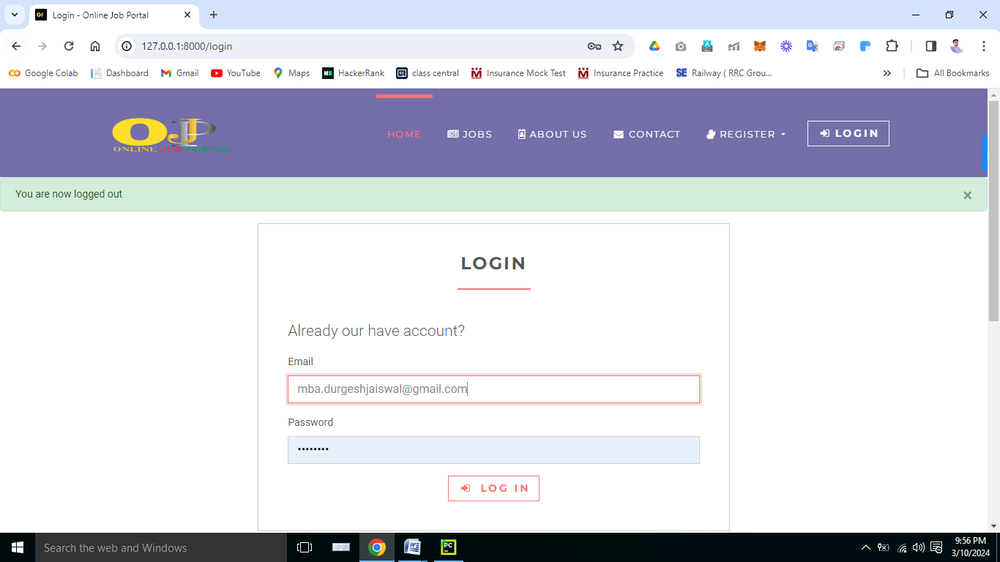 Login - Online Job Portal
127.0.0.1:8000/login
Google Colab Dashboard Gmail YouTube Maps HackerRank class central Insurance Mock Test Insurance Practice Railway ( RRC Grou... All Bookmarks
OJP
ONLINE JOB PORTAL
HOME JOBS ABOUT US CONTACT REGISTER LOGIN
You are now logged out
LOGIN
Already our have account?
Email
mba.durgeshjaiswal@gmail.com
Password
LOG IN
Search the web and Windows
9:56 PM
3/10/2024